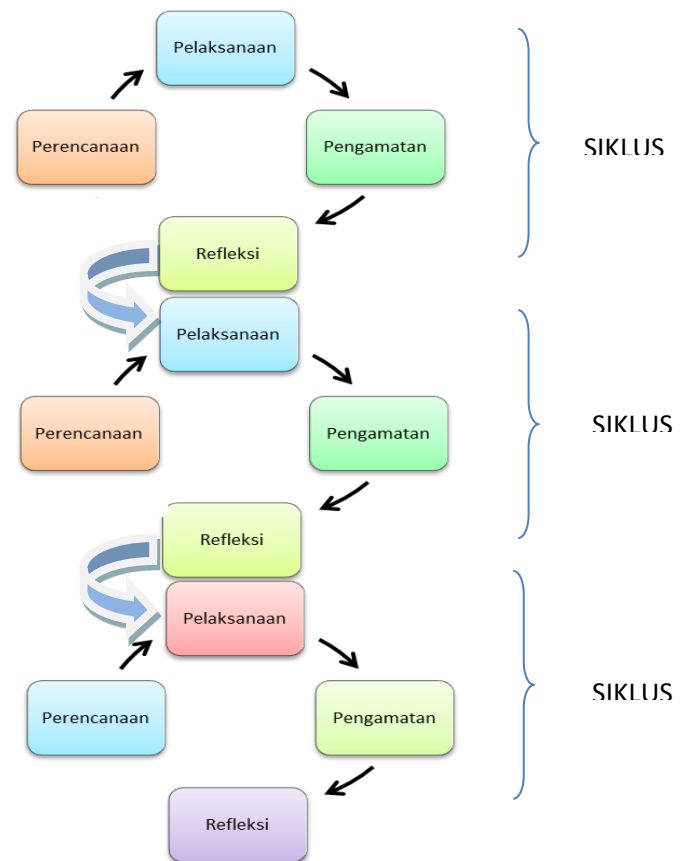 Pelaksanaan
Perencanaan
Pengamatan
SIKLUS
Refleksi
Pelaksanaan
Perencanaan
Pengamatan
SIKLUS
Refleksi
Pelaksanaan
Perencanaan
Pengamatan
SIKLUS
Refleksi